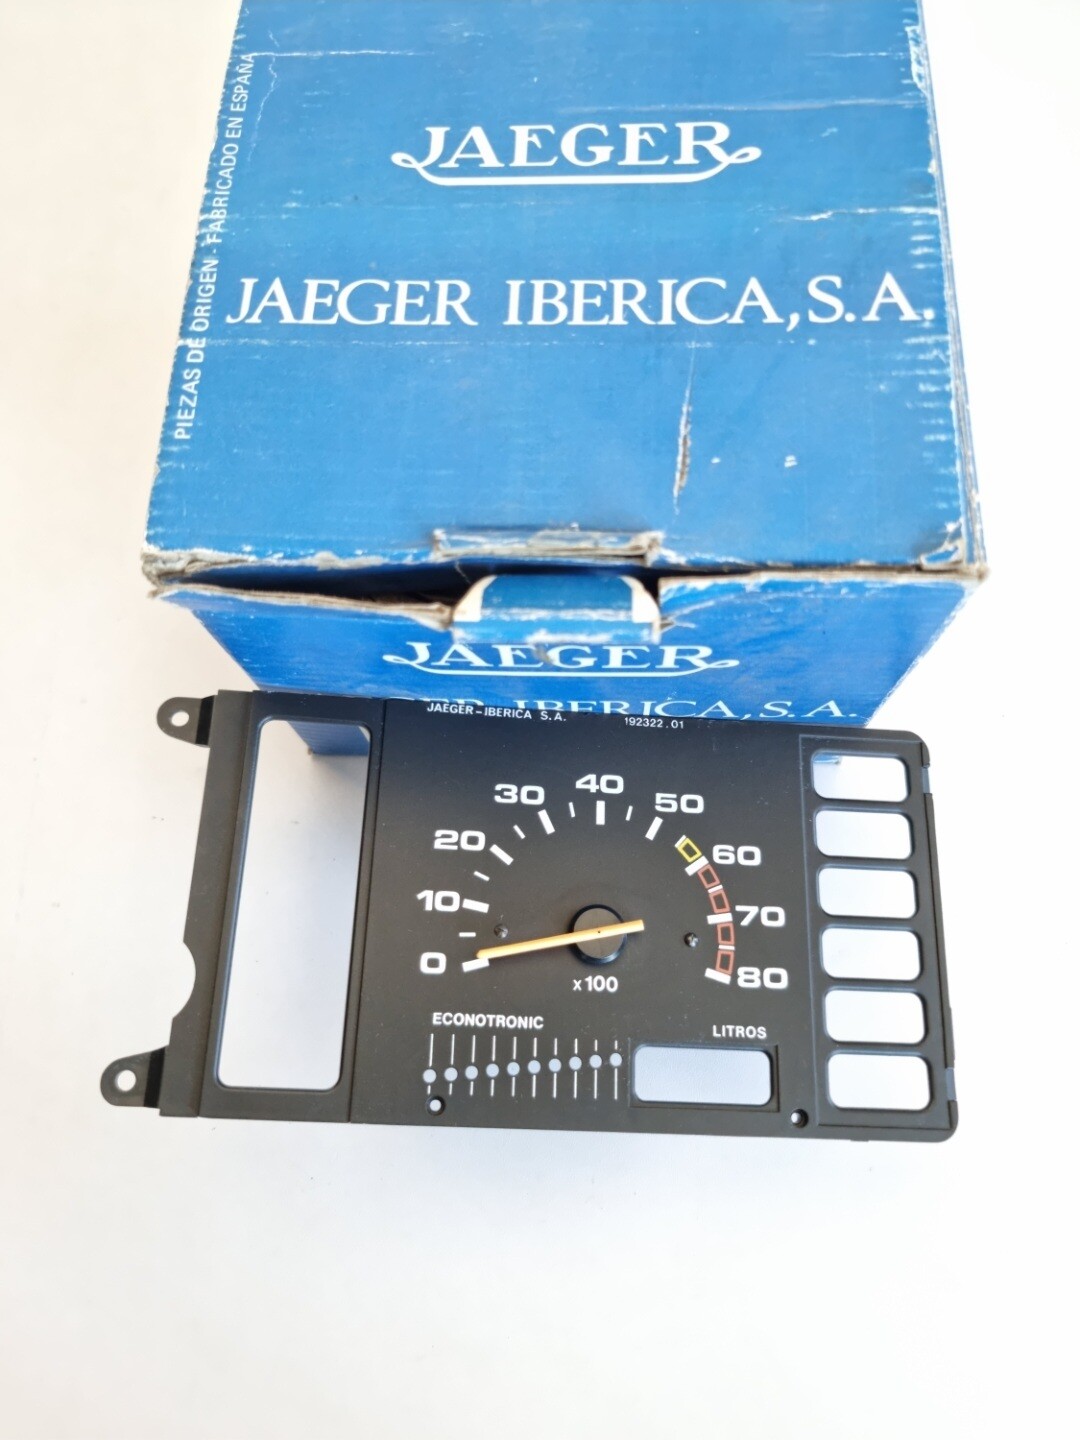 JAEGER
JAEGER IBERICA, S.A.
PIEZAS DE ORIGEN - FABRICADO EN ESPAÑA
JAEGER
IBERICA, S.A.
JAEGER-IBERICA S.A.
192322.01
0
10
20
30
40
50
60
70
80
x100
ECONOTRONIC
LITROS